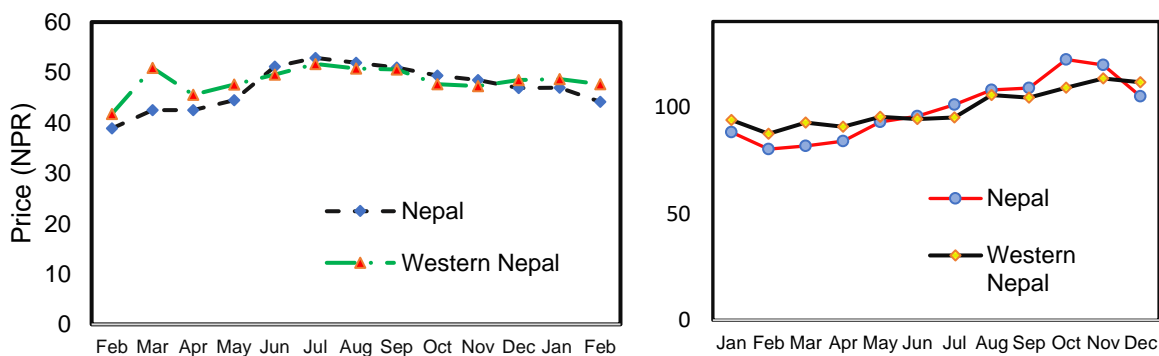 Price (NPR)
60
50
40
30
20
10
0
Nepal
Western Nepal
Feb Mar Apr May Jun Jul Aug Sep Oct Nov Dec Jan Feb
100
50
0
Nepal
Western
Nepal
Jan Feb Mar Apr May Jun Jul Aug Sep Oct Nov Dec